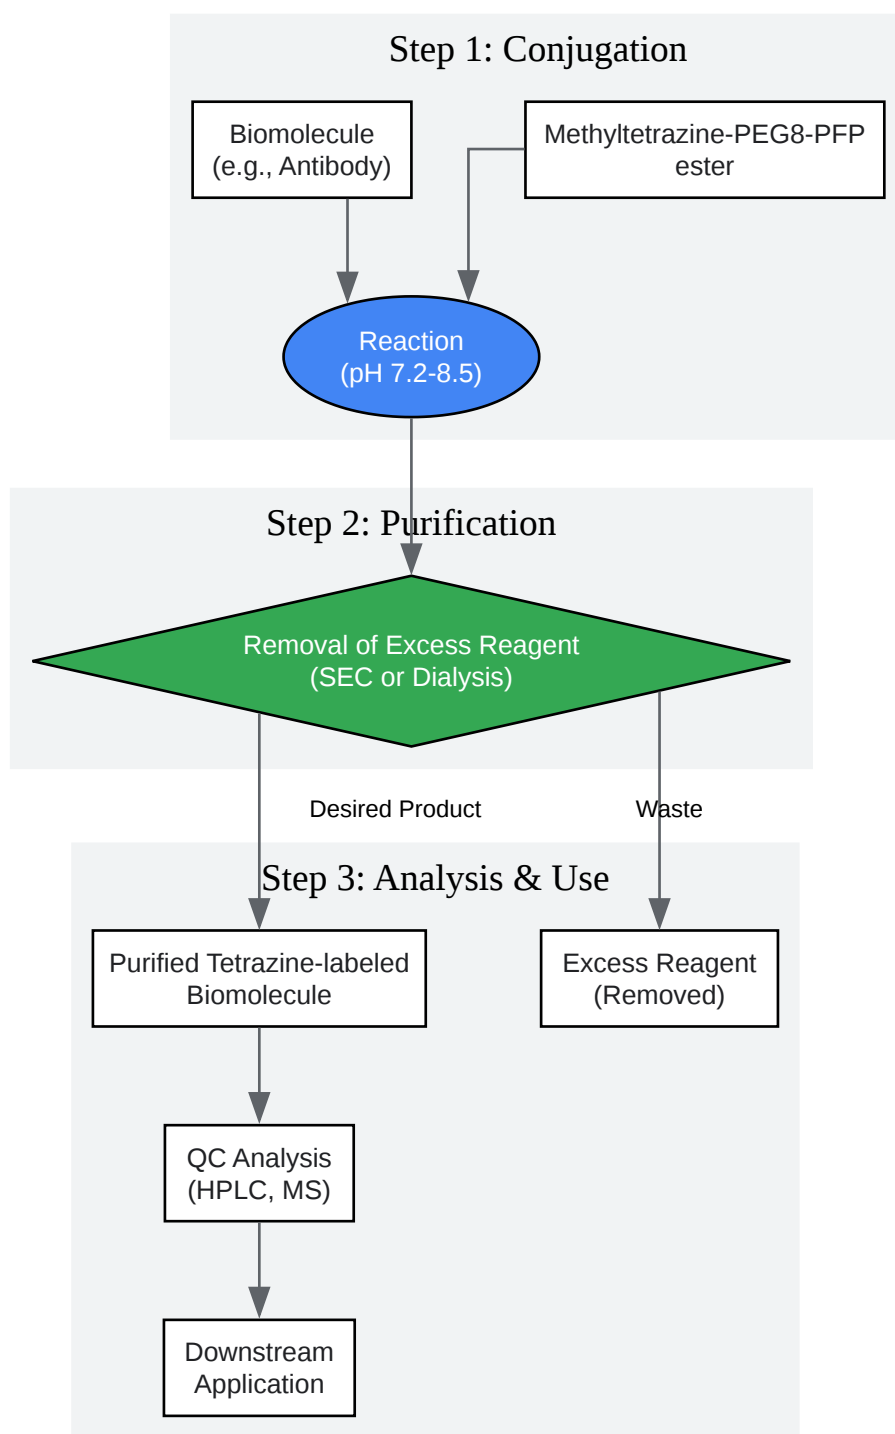 Step 1: Conjugation
Biomolecule
(e.g., Antibody)
Methyltetrazine-PEG8-PFP
ester
Reaction
(pH 7.2-8.5)
Step 2: Purification
Removal of Excess Reagent
(SEC or Dialysis)
Desired Product
Waste
Step 3: Analysis & Use
Purified Tetrazine-labeled
Biomolecule
Excess Reagent
(Removed)
QC Analysis
(HPLC, MS)
Downstream
Application